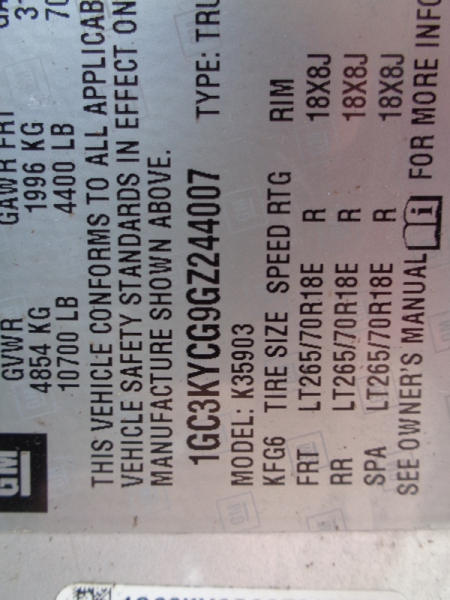 GM
GVWR GAWR FRT
4854 KG 1996 KG
10700 LB 4400 LB
THIS VEHICLE CONFORMS TO ALL APPLICAB
VEHICLE SAFETY STANDARDS IN EFFECT ON
MANUFACTURE SHOWN ABOVE.
1GC3KYCG9GZ244007 TYPE: TRU
MODEL: K35903
KFG6 TIRE SIZE SPEED RTG RIM
FRT LT265/70R18E R 18X8J
RR LT265/70R18E R 18X8J
SPA LT265/70R18E R 18X8J
SEE OWNER'S MANUAL i FOR MORE INFO